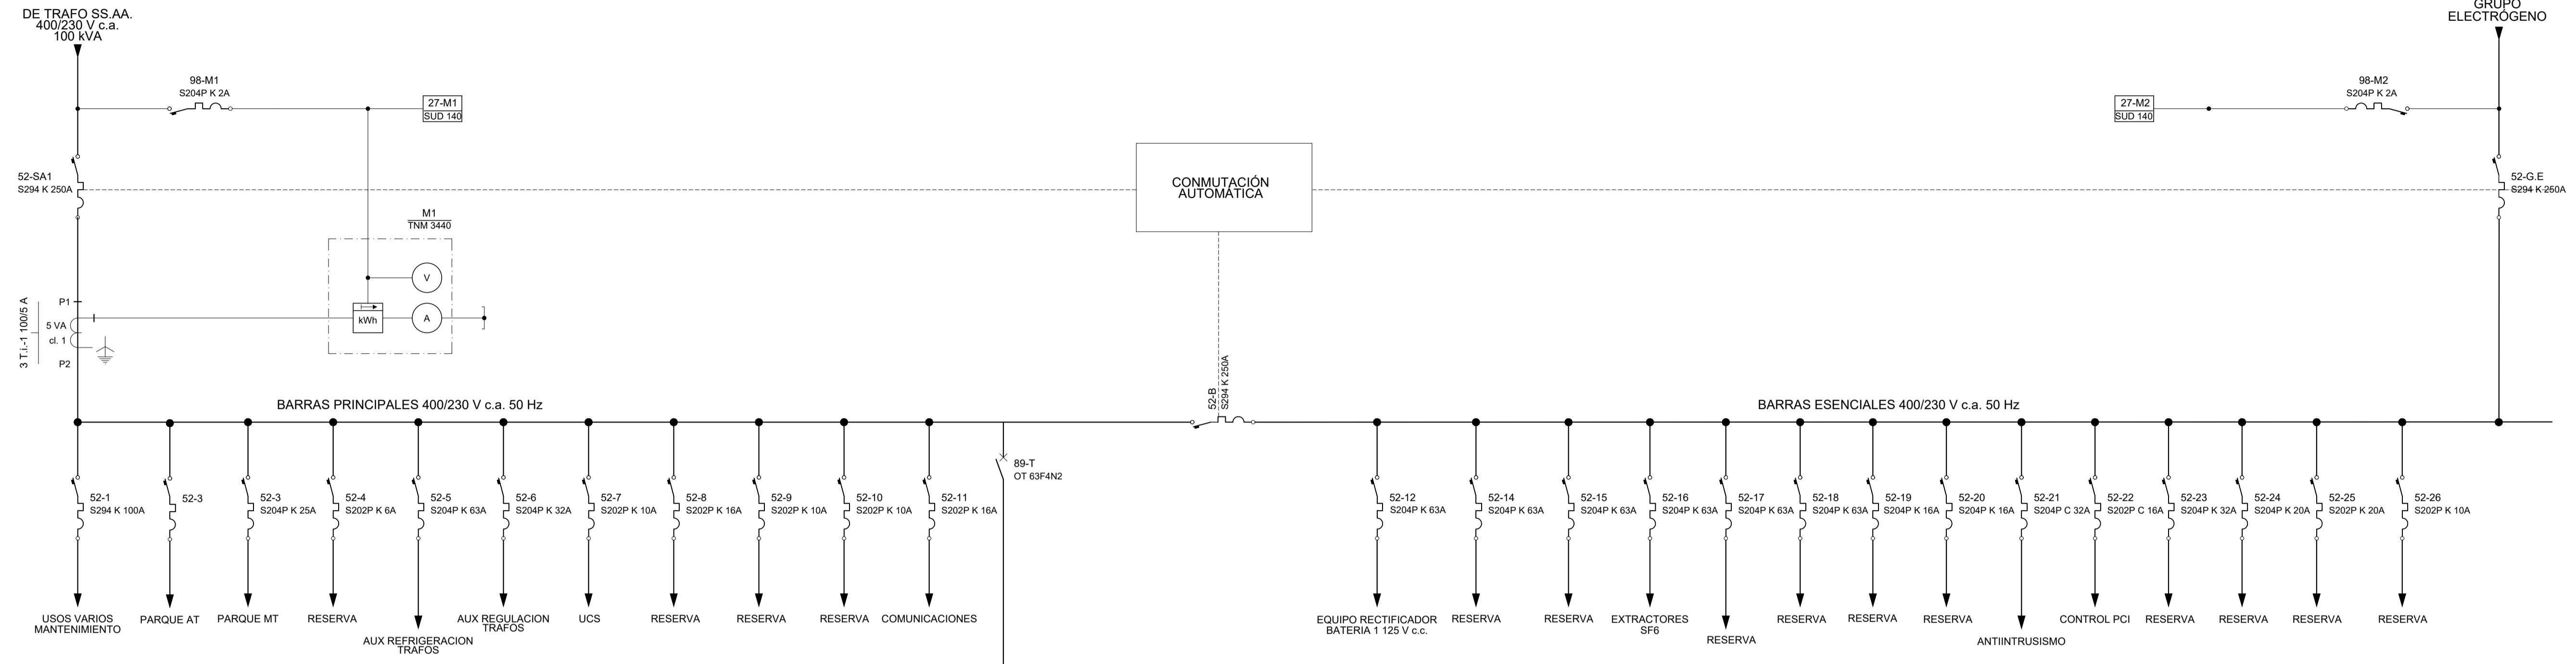 DE TRAFO SS.AA.
400/230 V c.a.
100 kVA
GRUPO
ELECTRÓGENO
98-M1
S204P K 2A
27-M1
SUD 140
98-M2
S204P K 2A
27-M2
SUD 140
52-SA1
S294 K 250A
CONMUTACIÓN
AUTOMÁTICA
52-G.E
S294 K 250A
M1
TNM 3440
V
kWh
A
3 T.i.-1 100/5 A
P1
5 VA
cl. 1
P2
52-B
S294 K 250A
BARRAS PRINCIPALES 400/230 V c.a. 50 Hz
BARRAS ESENCIALES 400/230 V c.a. 50 Hz
52-1
S294 K 100A
52-3
52-3
S204P K 25A
52-4
S202P K 6A
52-5
S204P K 63A
52-6
S204P K 32A
52-7
S202P K 10A
52-8
S202P K 16A
52-9
S202P K 10A
52-10
S202P K 10A
52-11
S202P K 16A
89-T
OT 63F4N2
52-12
S204P K 63A
52-14
S204P K 63A
52-15
S204P K 63A
52-16
S204P K 63A
52-17
S204P K 63A
52-18
S204P K 63A
52-19
S204P K 16A
52-20
S204P K 16A
52-21
S204P C 32A
52-22
S202P C 16A
52-23
S204P K 32A
52-24
S204P K 20A
52-25
S202P K 20A
52-26
S202P K 10A
USOS VARIOS
MANTENIMIENTO
PARQUE AT
PARQUE MT
RESERVA
AUX REFRIGERACION
TRAFOS
AUX REGULACION
TRAFOS
UCS
RESERVA
RESERVA
RESERVA
COMUNICACIONES
EQUIPO RECTIFICADOR
BATERIA 1 125 V c.c.
RESERVA
RESERVA
EXTRACTORES
SF6
RESERVA
RESERVA
RESERVA
RESERVA
ANTIINTRUSISMO
CONTROL PCI
RESERVA
RESERVA
RESERVA
RESERVA